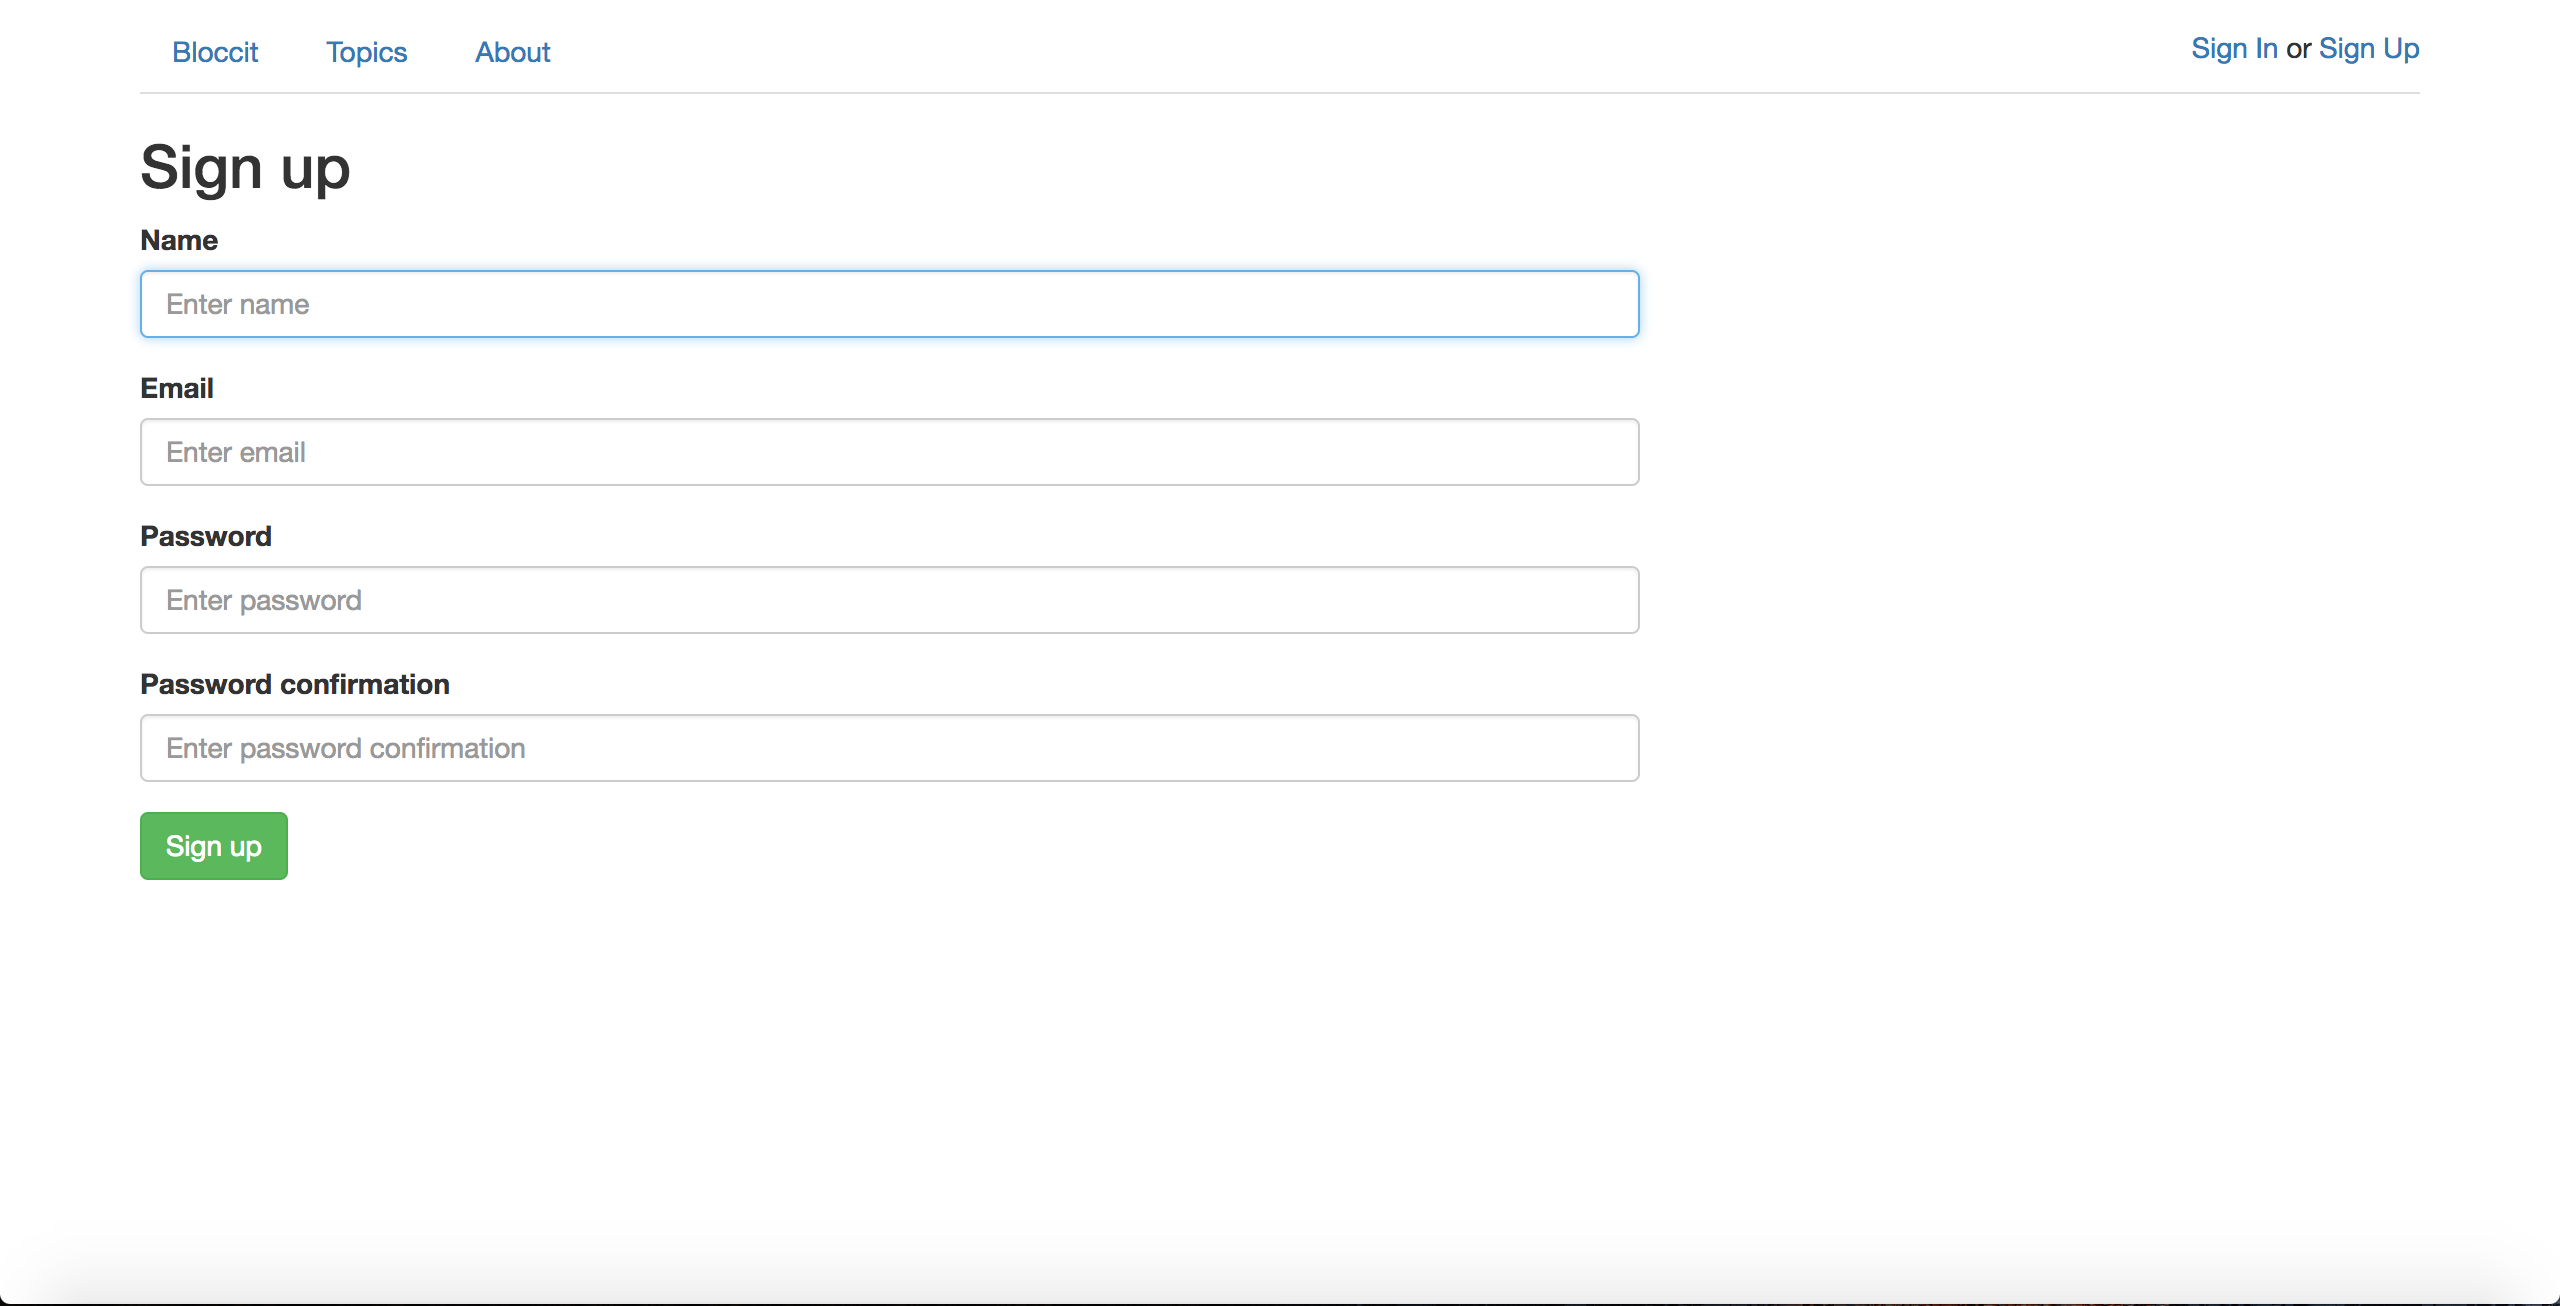 Bloccit Topics About Sign In or Sign Up
Sign up
Name
Enter name
Email
Enter email
Password
Enter password
Password confirmation
Enter password confirmation
Sign up